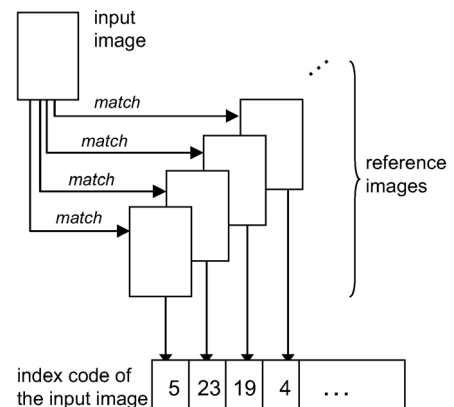 input
image
match
match
match
match
reference
images
index code of
the input image
5 23 19 4 ...